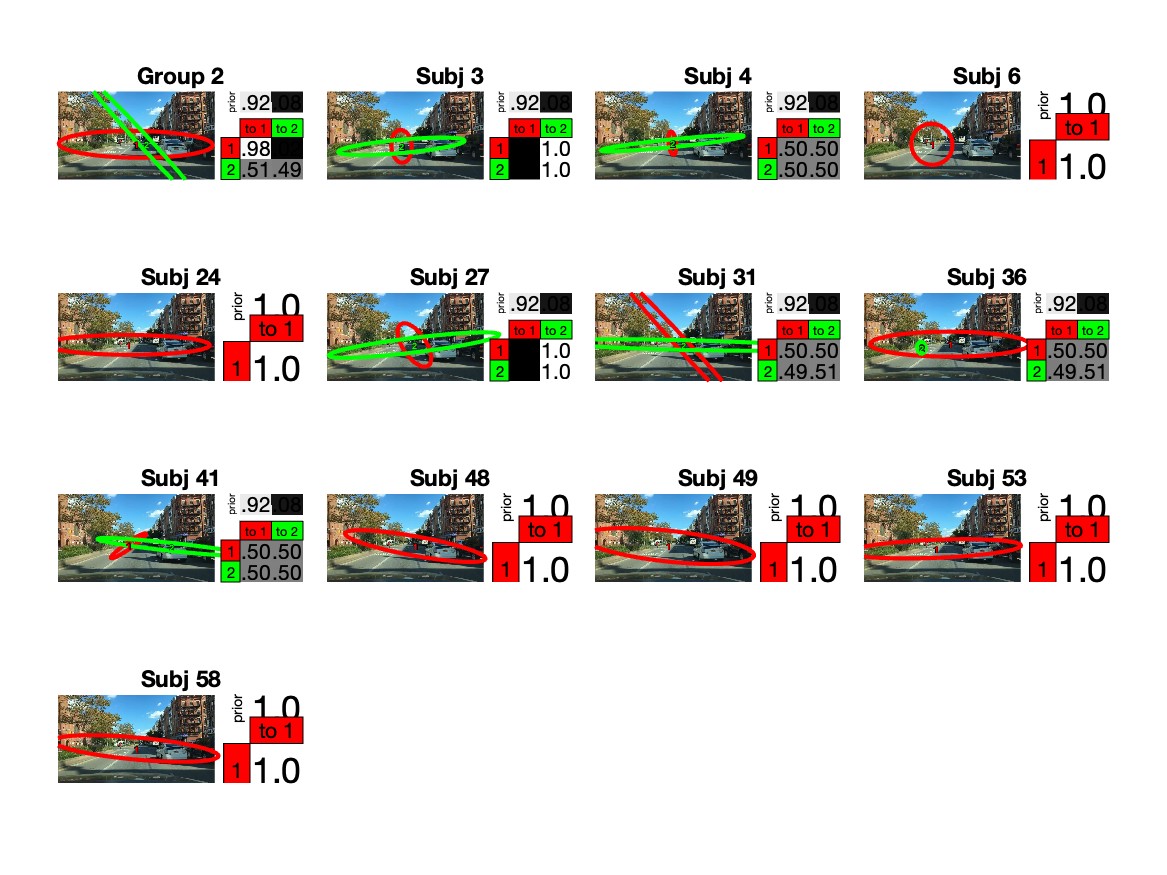 Group 2
prior .92 .08
to 1 to 2
1 .98
2 .51 .49
Subj 3
prior .92 .08
to 1 to 2
1 1.0
2 1.0
Subj 4
prior .92 .08
to 1 to 2
1 .50 .50
2 .50 .50
Subj 6
prior 1.0
to 1
1 1.0
Subj 24
prior 1.0
to 1
1 1.0
Subj 27
prior .92 .08
to 1 to 2
1 1.0
2 1.0
Subj 31
prior .92 .08
to 1 to 2
1 .50 .50
2 .49 .51
Subj 36
prior .92 .08
to 1 to 2
1 .50 .50
2 .49 .51
2
Subj 41
prior .92 .08
to 1 to 2
1 .50 .50
2 .50 .50
Subj 48
prior 1.0
to 1
1 1.0
Subj 49
prior 1.0
to 1
1 1.0
Subj 53
prior 1.0
to 1
1 1.0
Subj 58
prior 1.0
to 1
1 1.0